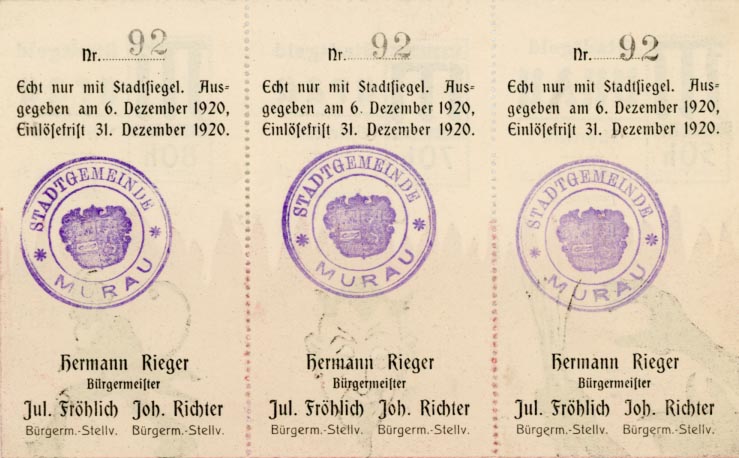 Nr. 92
Echt nur mit Stadtsiegel. Aus-
gegeben am 6. Dezember 1920,
Einlösefrist 31. Dezember 1920.
STADTGEMEINDE
MURAU
Hermann Rieger
Bürgermeister
Jul. Fröhlich Joh. Richter
Bürgerm.-Stellv. Bürgerm.-Stellv.
Nr. 92
Echt nur mit Stadtsiegel. Aus-
gegeben am 6. Dezember 1920,
Einlösefrist 31. Dezember 1920.
STADTGEMEINDE
MURAU
Hermann Rieger
Bürgermeister
Jul. Fröhlich Joh. Richter
Bürgerm.-Stellv. Bürgerm.-Stellv.
Nr. 92
Echt nur mit Stadtsiegel. Aus-
gegeben am 6. Dezember 1920,
Einlösefrist 31. Dezember 1920.
STADTGEMEINDE
MURAU
Hermann Rieger
Bürgermeister
Jul. Fröhlich Joh. Richter
Bürgerm.-Stellv. Bürgerm.-Stellv.